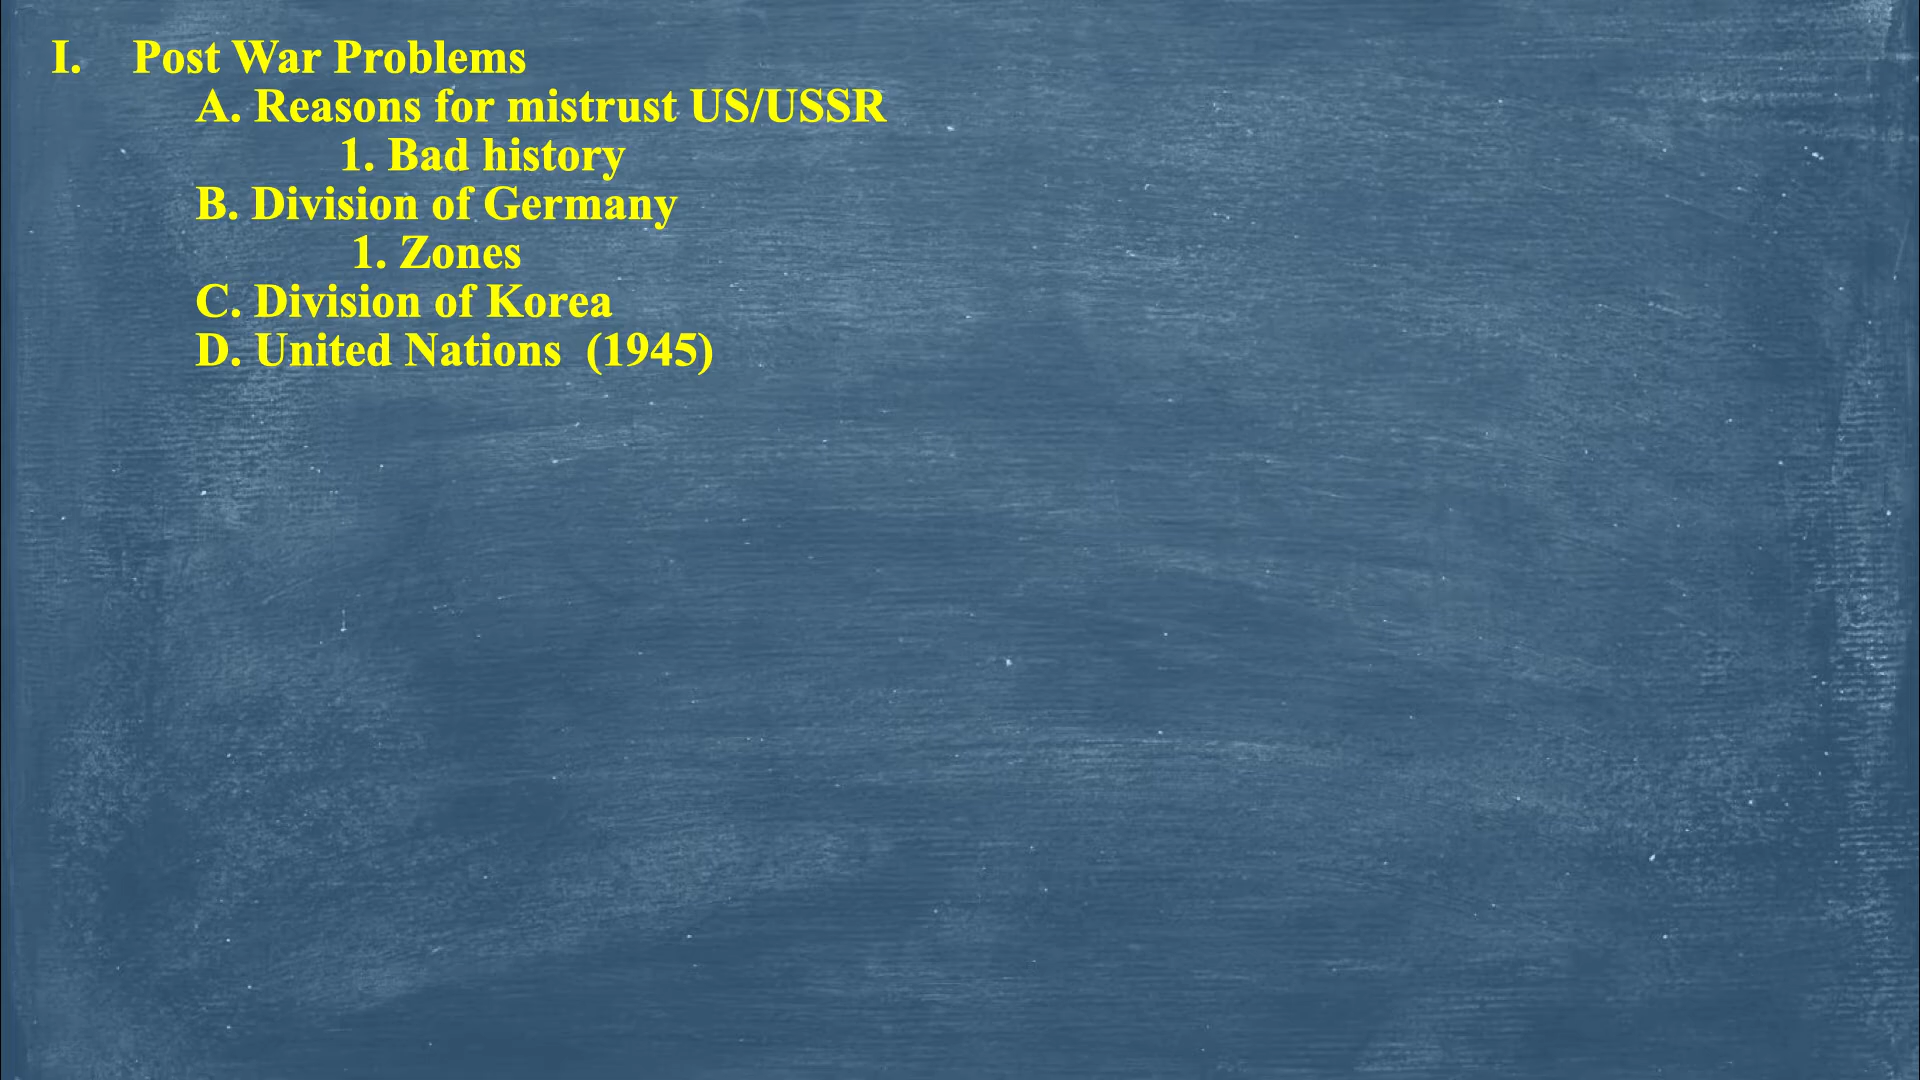 I. Post War Problems
A. Reasons for mistrust US/USSR
1. Bad history
B. Division of Germany
1. Zones
C. Division of Korea
D. United Nations  (1945)